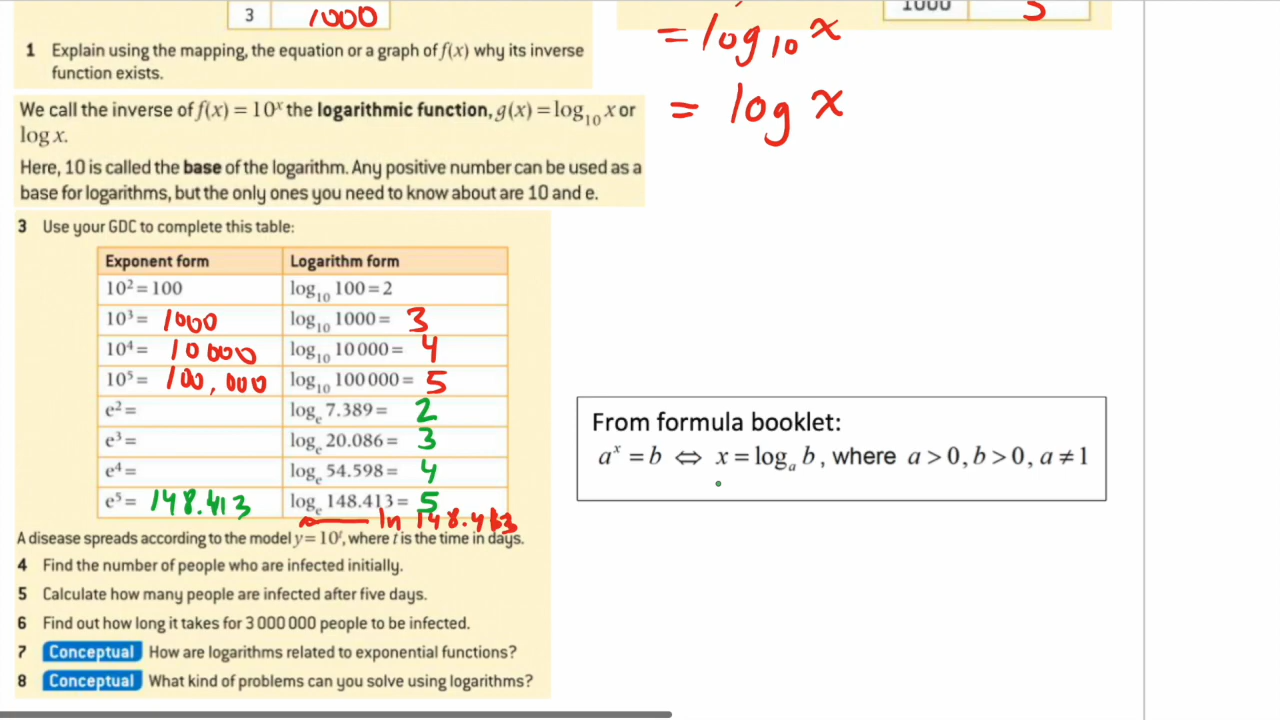 3 1000
= log₁₀ x
1 Explain using the mapping, the equation or a graph of f(x) why its inverse
function exists.
= log x
We call the inverse of f(x) = 10ˣ the logarithmic function, g(x) = log₁₀ x or
log x.
Here, 10 is called the base of the logarithm. Any positive number can be used as a
base for logarithms, but the only ones you need to know about are 10 and e.
3 Use your GDC to complete this table:
Exponent form Logarithm form
10² = 100 log₁₀ 100 = 2
10³ = 1000 log₁₀ 1000 = 3
10⁴ = 10000 log₁₀ 10 000 = 4
10⁵ = 100,000 log₁₀ 100 000 = 5
e² = logₑ 7.389 = 2
e³ = logₑ 20.086 = 3
e⁴ = logₑ 54.598 = 4
e⁵ = 148.413 logₑ 148.413 = 5
ln 148.413
From formula booklet:
aˣ = b ⇔ x = logₐ b, where a > 0, b > 0, a ≠ 1
A disease spreads according to the model y = 10ᵗ, where t is the time in days.
4 Find the number of people who are infected initially.
5 Calculate how many people are infected after five days.
6 Find out how long it takes for 3 000 000 people to be infected.
7 Conceptual How are logarithms related to exponential functions?
8 Conceptual What kind of problems can you solve using logarithms?